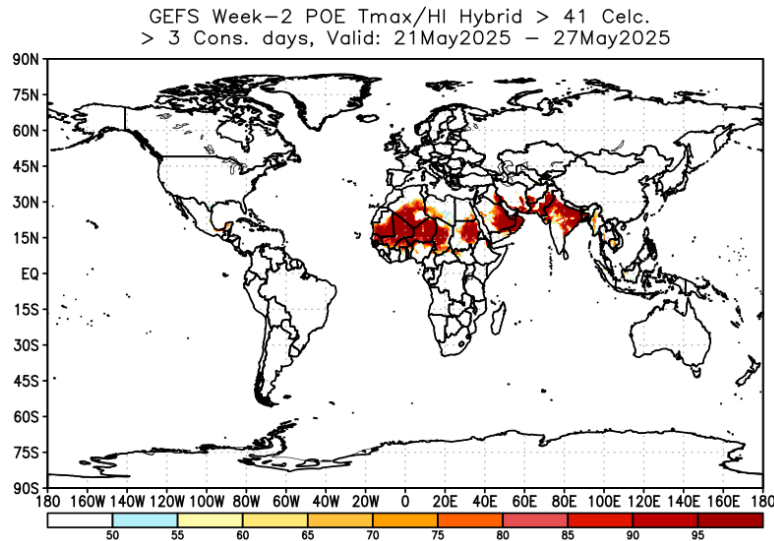 GEFS Week-2 POE Tmax/HI Hybrid > 41 Celc.
> 3 Cons. days, Valid: 21May2025 - 27May2025
90N
75N
60N
45N
30N
15N
EQ
15S
30S
45S
60S
75S
90S
180 160W 140W 120W 100W 80W 60W 40W 20W 0 20E 40E 60E 80E 100E 120E 140E 160E 180
50 55 60 65 70 75 80 85 90 95